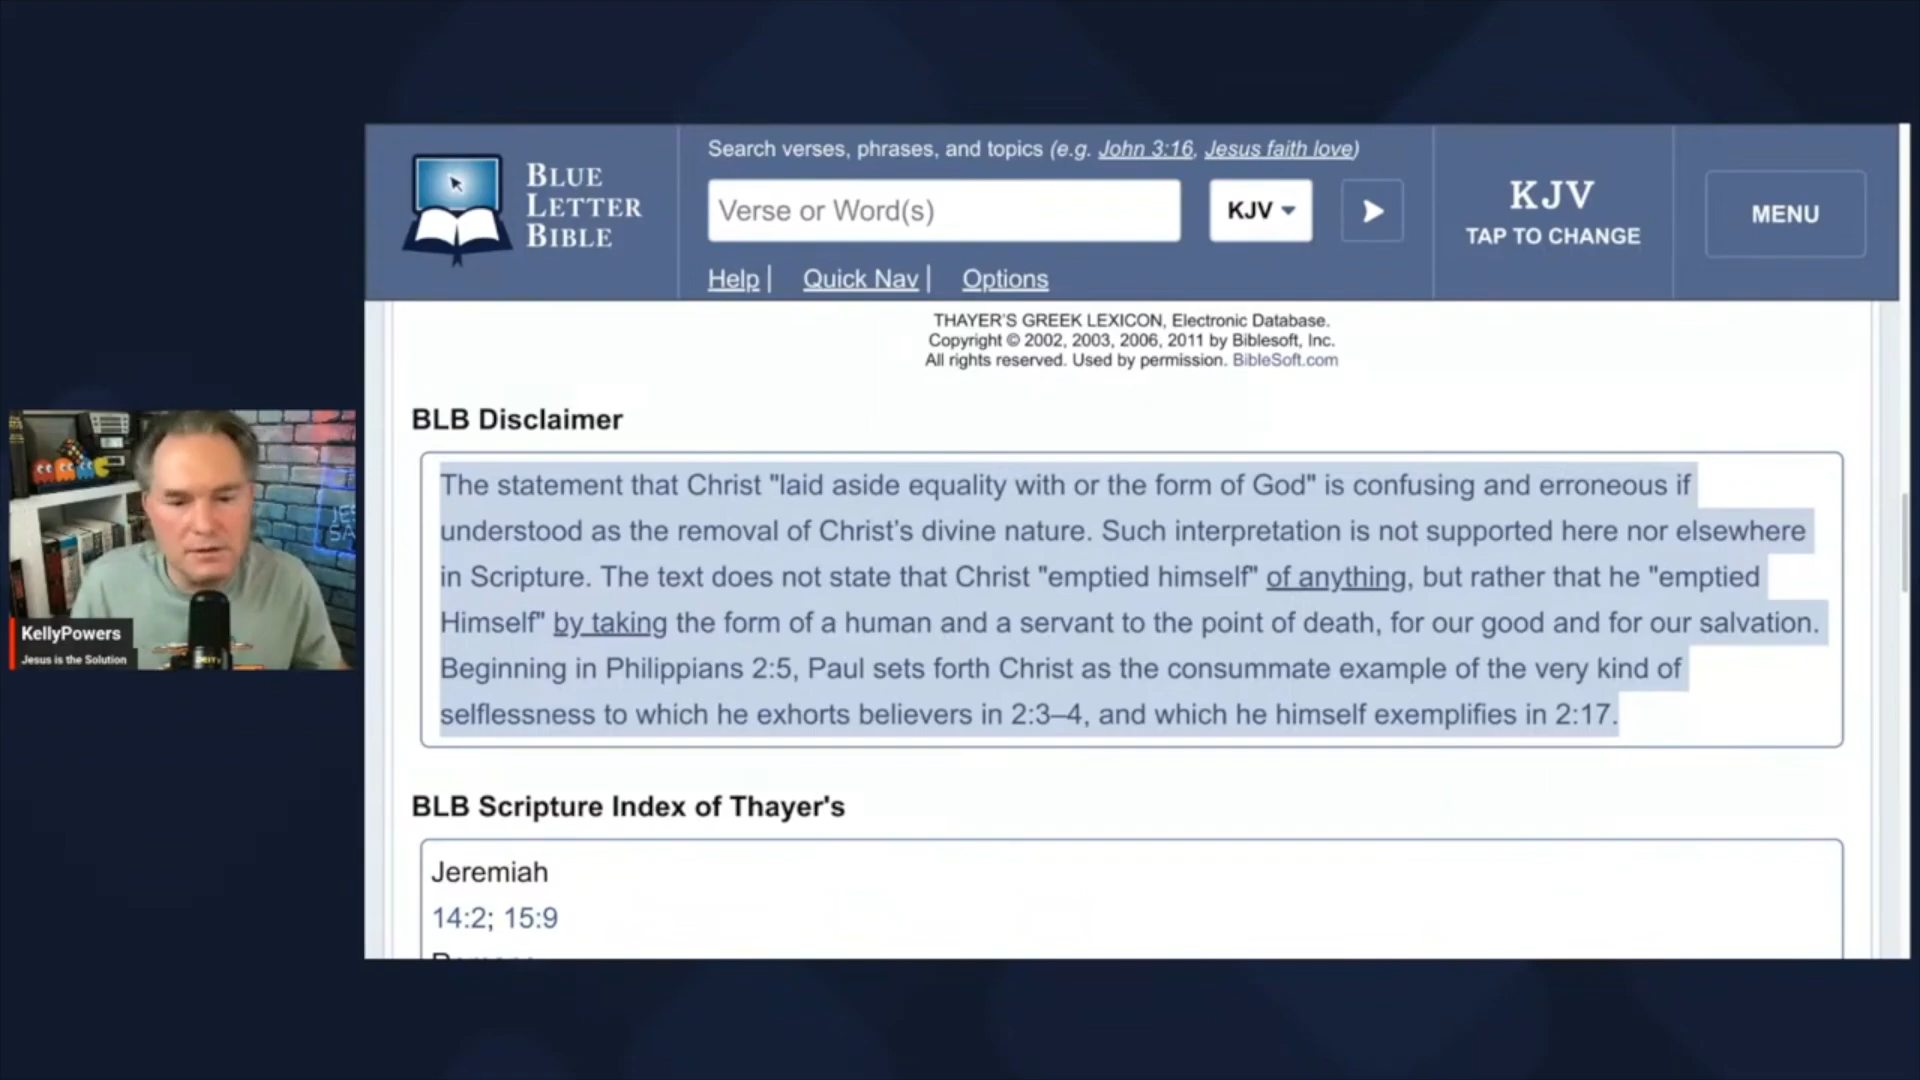 BLUE
LETTER
BIBLE
Search verses, phrases, and topics (e.g. John 3:16, Jesus faith love)
Verse or Word(s)
KJV
Help | Quick Nav | Options
KJV
TAP TO CHANGE
MENU
THAYER'S GREEK LEXICON, Electronic Database.
Copyright © 2002, 2003, 2006, 2011 by Biblesoft, Inc.
All rights reserved. Used by permission. BibleSoft.com
BLB Disclaimer
The statement that Christ "laid aside equality with or the form of God" is confusing and erroneous if
understood as the removal of Christ's divine nature. Such interpretation is not supported here nor elsewhere
in Scripture. The text does not state that Christ "emptied himself" of anything, but rather that he "emptied
Himself" by taking the form of a human and a servant to the point of death, for our good and for our salvation.
Beginning in Philippians 2:5, Paul sets forth Christ as the consummate example of the very kind of
selflessness to which he exhorts believers in 2:3–4, and which he himself exemplifies in 2:17.
BLB Scripture Index of Thayer's
Jeremiah
14:2; 15:9
KellyPowers
Jesus is the Solution